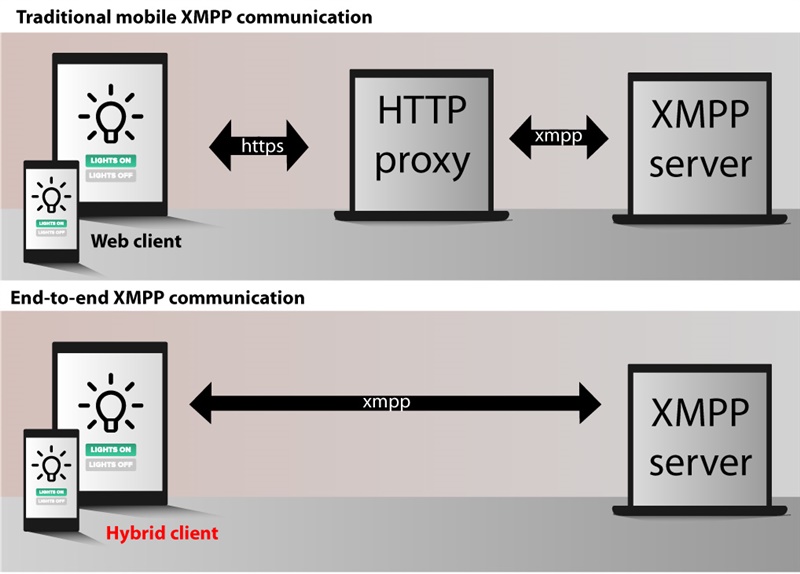 Traditional mobile XMPP communication
LIGHTS ON
LIGHTS OFF
LIGHTS ON
LIGHTS OFF
Web client
https
HTTP
proxy
xmpp
XMPP
server
End-to-end XMPP communication
LIGHTS ON
LIGHTS OFF
LIGHTS ON
LIGHTS OFF
Hybrid client
xmpp
XMPP
server